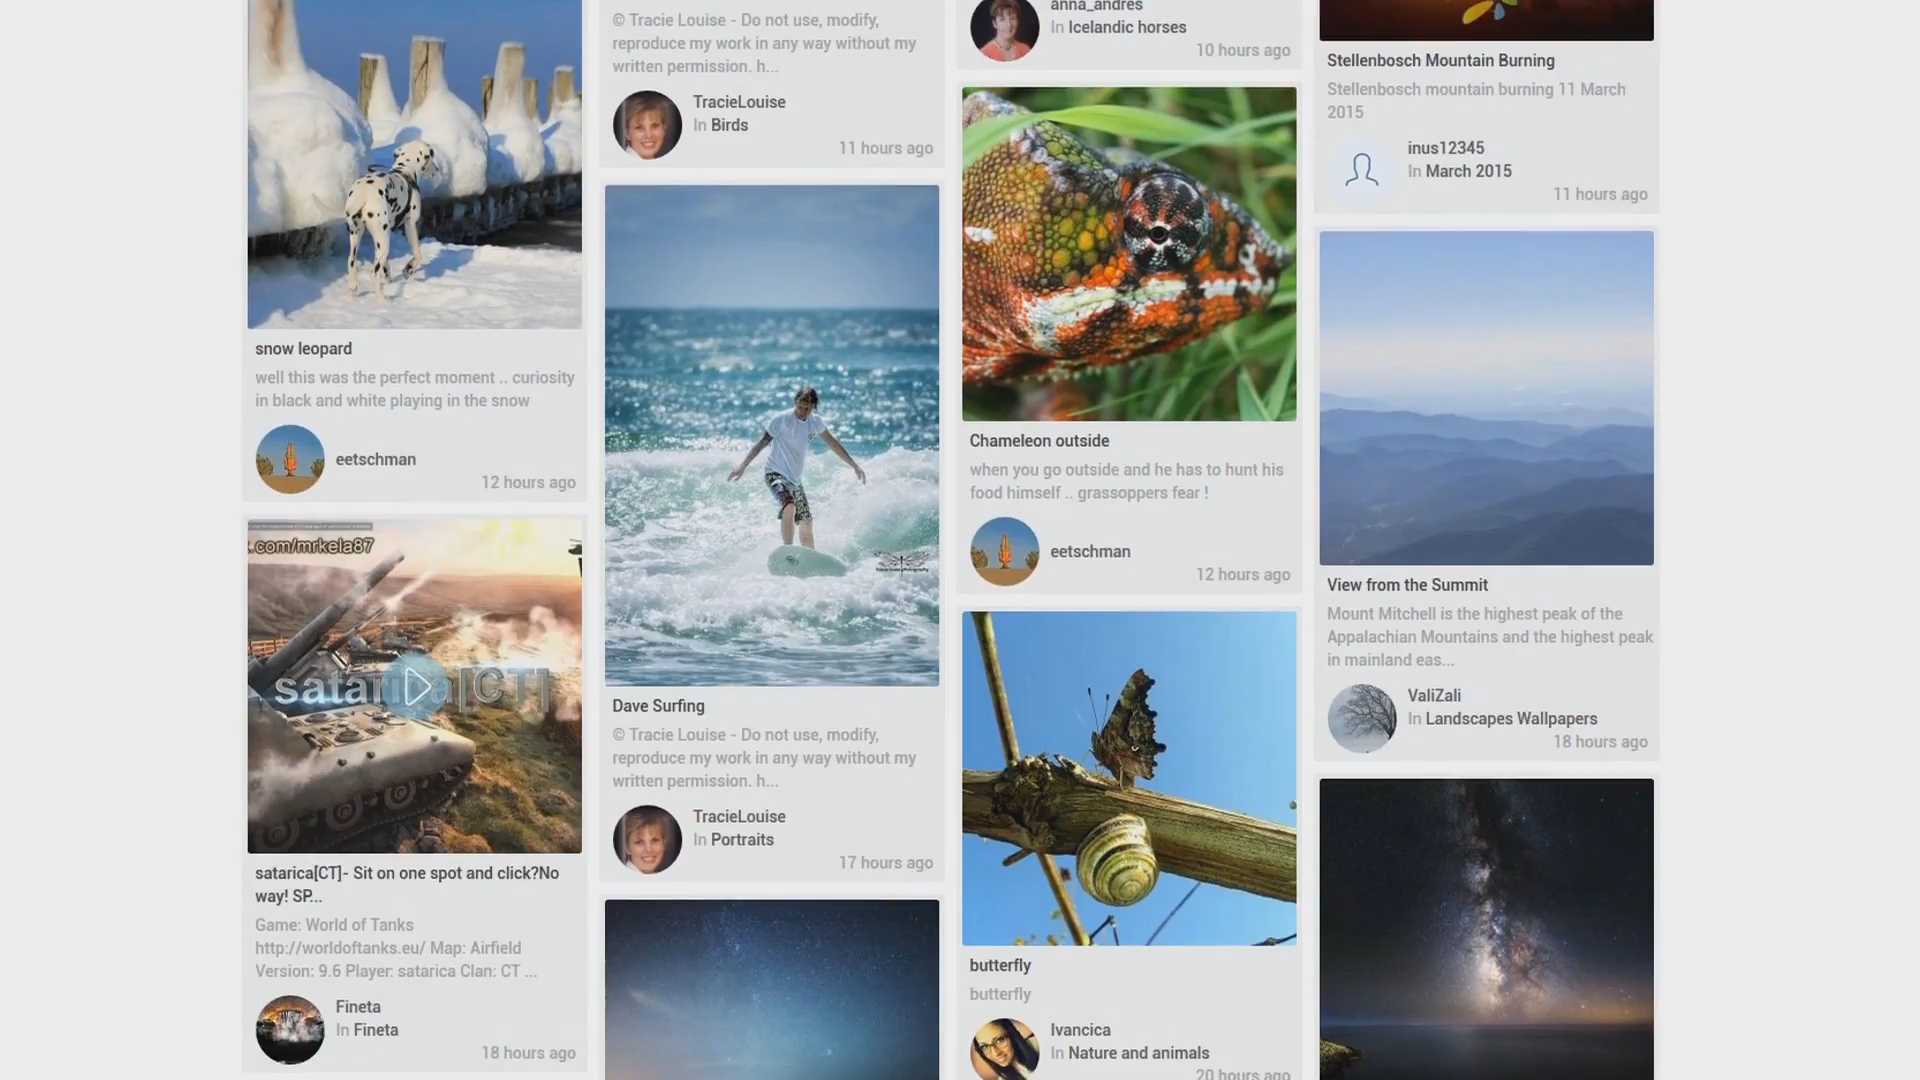 snow leopard
well this was the perfect moment .. curiosity
in black and white playing in the snow
eetschman
12 hours ago
.com/mrkela87
satarica[CT]
satarica[CT]- Sit on one spot and click?No
way! SP...
Game: World of Tanks
http://worldoftanks.eu/ Map: Airfield
Version: 9.6 Player: satarica Clan: CT ...
Fineta
In Fineta
18 hours ago
© Tracie Louise - Do not use, modify,
reproduce my work in any way without my
written permission. h...
TracieLouise
In Birds
11 hours ago
Dave Surfing
© Tracie Louise - Do not use, modify,
reproduce my work in any way without my
written permission. h...
TracieLouise
In Portraits
17 hours ago
anna_andres
In Icelandic horses
10 hours ago
Chameleon outside
when you go outside and he has to hunt his
food himself .. grassoppers fear !
eetschman
12 hours ago
butterfly
butterfly
Ivancica
In Nature and animals
20 hours ago
Stellenbosch Mountain Burning
Stellenbosch mountain burning 11 March
2015
inus12345
In March 2015
11 hours ago
View from the Summit
Mount Mitchell is the highest peak of the
Appalachian Mountains and the highest peak
in mainland eas...
ValiZali
In Landscapes Wallpapers
18 hours ago